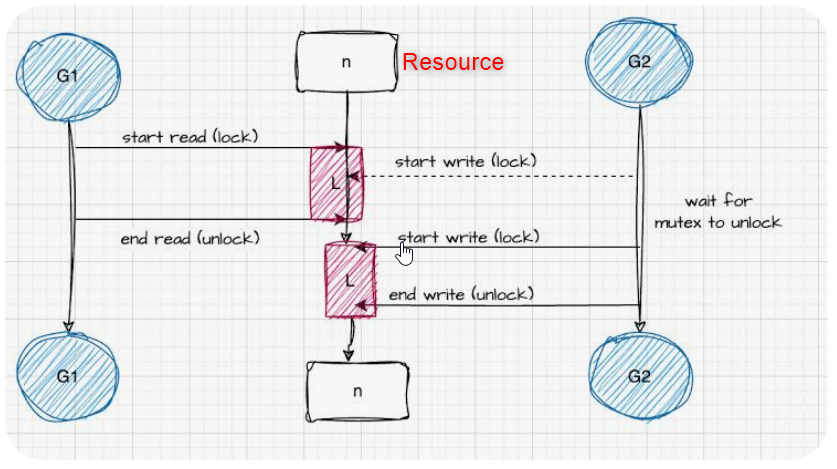 G1
n
Resource
G2
start read (lock)
start write (lock)
L
wait for
mutex to unlock
end read (unlock)
start write (lock)
L
end write (unlock)
G1
n
G2